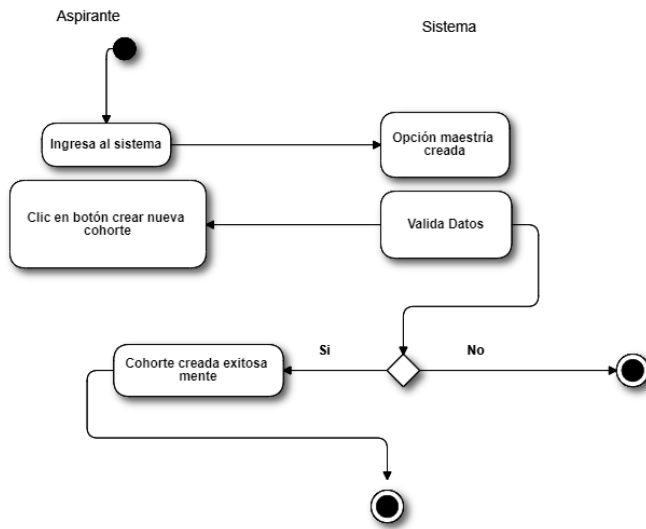 Aspirante
Sistema
Ingresa al sistema
Opción maestría
creada
Clic en botón crear nueva
cohorte
Valida Datos
Si
No
Cohorte creada exitosa
mente